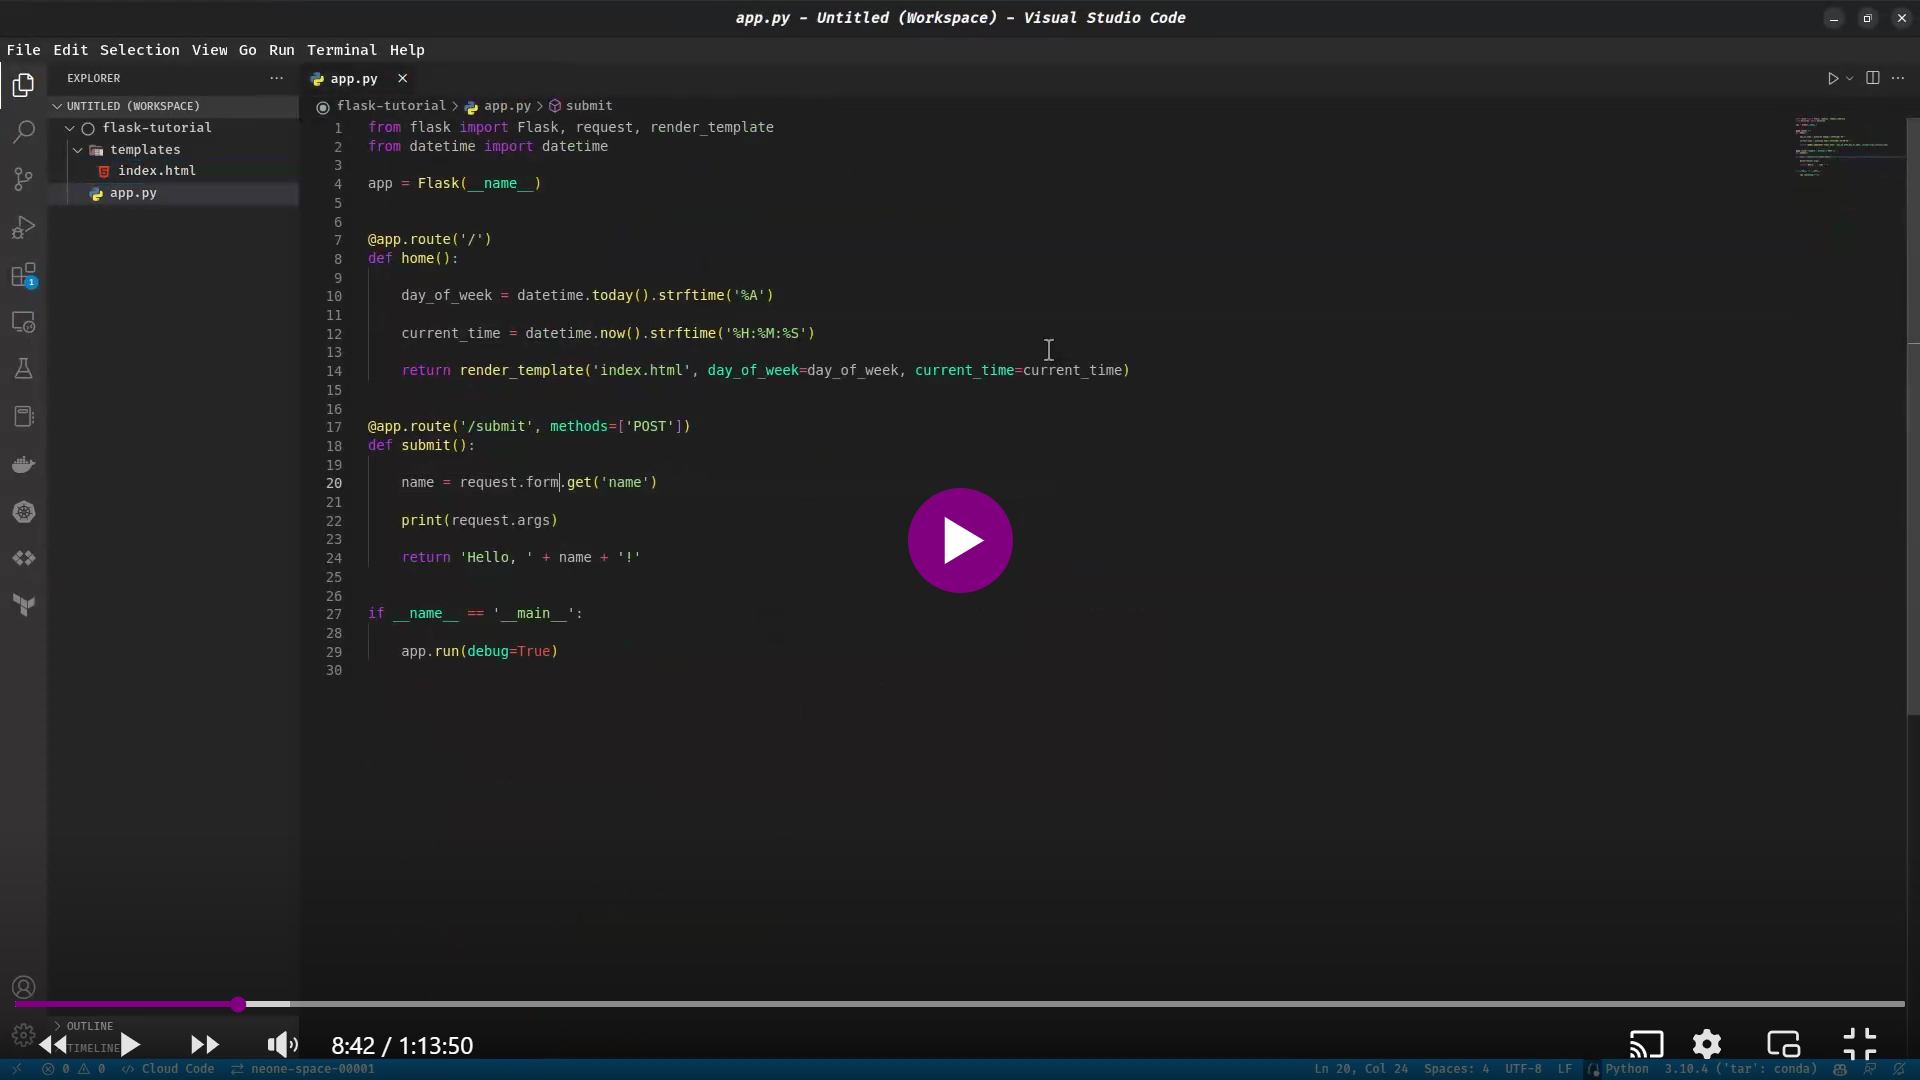 app.py - Untitled (Workspace) - Visual Studio Code
File Edit Selection View Go Run Terminal Help
EXPLORER
app.py
UNTITLED (WORKSPACE)
flask-tutorial
templates
index.html
app.py
flask-tutorial > app.py > submit
1 from flask import Flask, request, render_template
2 from datetime import datetime
3
4 app = Flask(__name__)
5
6
7 @app.route('/')
8 def home():
9
10 day_of_week = datetime.today().strftime('%A')
11
12 current_time = datetime.now().strftime('%H:%M:%S')
13
14 return render_template('index.html', day_of_week=day_of_week, current_time=current_time)
15
16
17 @app.route('/submit', methods=['POST'])
18 def submit():
19
20 name = request.form.get('name')
21
22 print(request.args)
23
24 return 'Hello, ' + name + '!'
25
26
27 if __name__ == '__main__':
28
29 app.run(debug=True)
30
1
OUTLINE
TIMELINE
8:42 / 1:13:50
0 0 Cloud Code neone-space-00001
Ln 20, Col 24 Spaces: 4 UTF-8 LF Python 3.10.4 ('tar': conda)